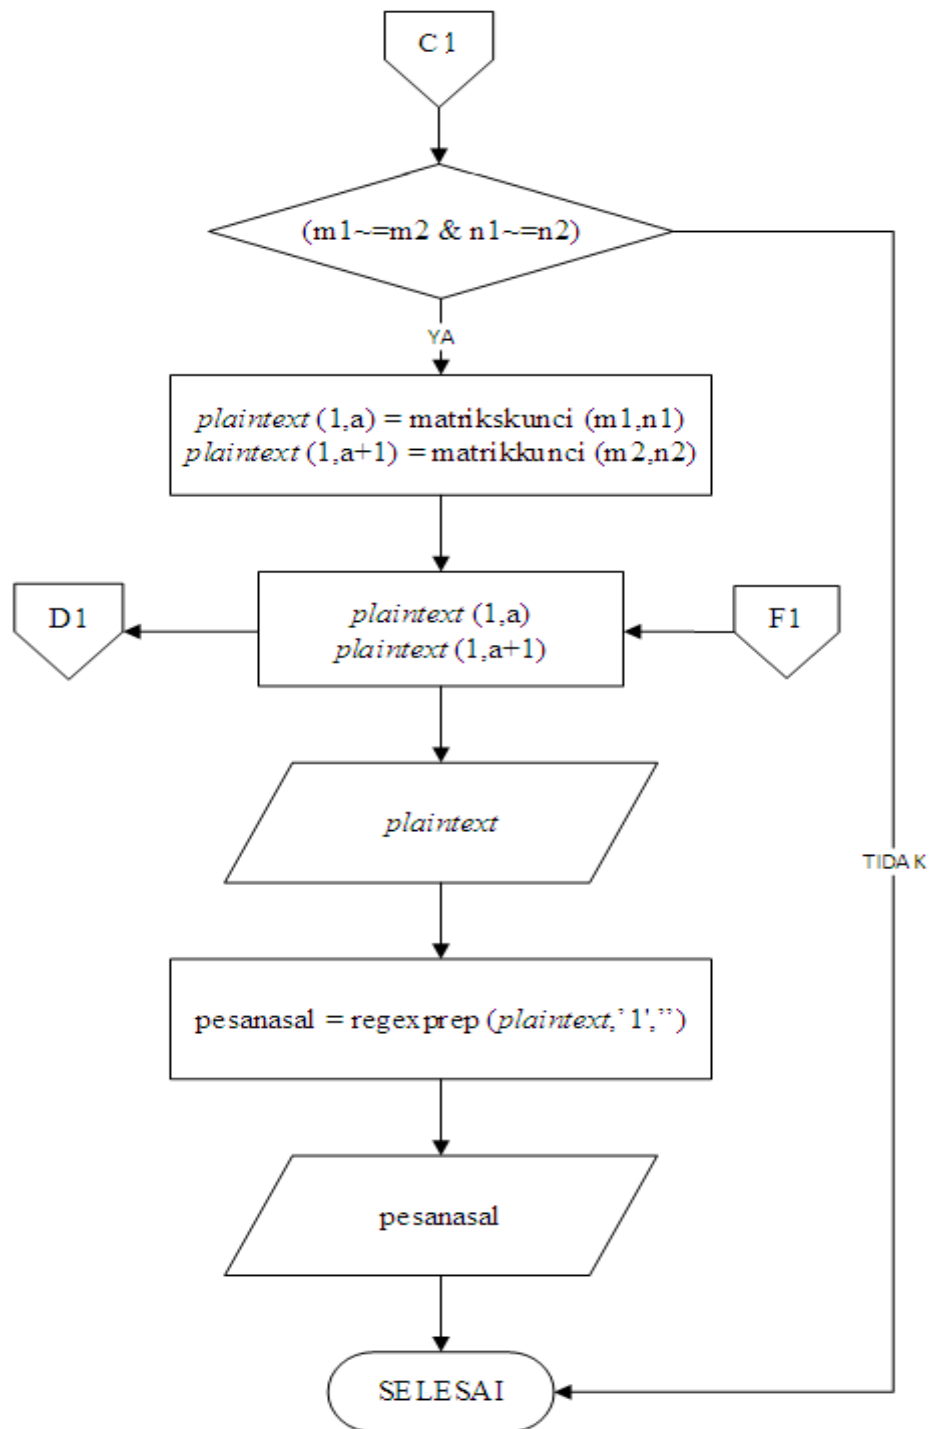 C1
(m1~=m2 & n1~=n2)
YA
plaintext (1,a) = matrikskunci (m1,n1)
plaintext (1,a+1) = matrikkunci (m2,n2)
D1
plaintext (1,a)
plaintext (1,a+1)
F1
plaintext
TIDAK
pesanasal = regexprep (plaintext,’1',’’)
pesanasal
SELESAI